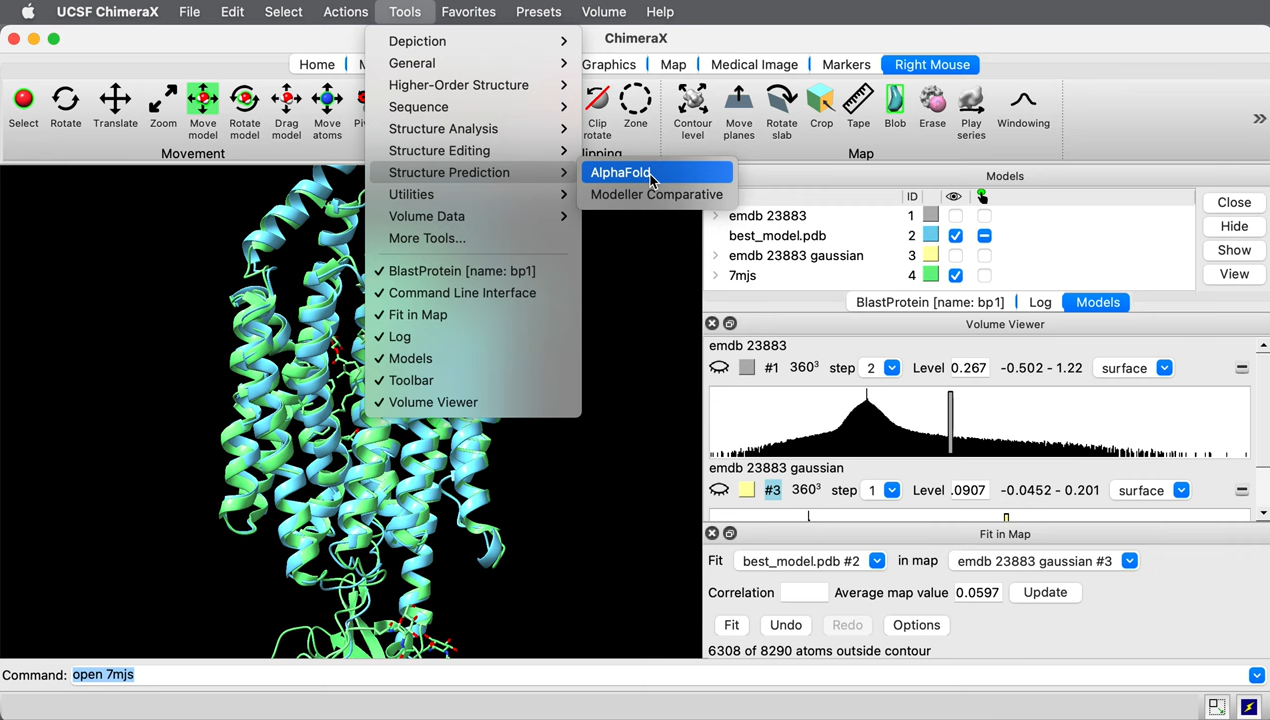 UCSF ChimeraX File Edit Select Actions Tools Favorites Presets Volume Help
ChimeraX
Home Graphics Map Medical Image Markers Right Mouse
Select Rotate Translate Zoom Move model Rotate model Drag model Move atoms Clip rotate Zone Contour level Move planes Rotate slab Crop Tape Blob Erase Play series Windowing
Movement Map
Depiction
General
Higher-Order Structure
Sequence
Structure Analysis
Structure Editing
Structure Prediction
Utilities
Volume Data
More Tools...
BlastProtein [name: bp1]
Command Line Interface
Fit in Map
Log
Models
Toolbar
Volume Viewer
AlphaFold
Modeller Comparative
Models
ID
emdb 23883 1
best_model.pdb 2
emdb 23883 gaussian 3
7mjs 4
Close
Hide
Show
View
BlastProtein [name: bp1] Log Models
Volume Viewer
emdb 23883
#1 360³ step 2 Level 0.267 -0.502 - 1.22 surface
emdb 23883 gaussian
#3 360³ step 1 Level .0907 -0.0452 - 0.201 surface
Fit in Map
Fit best_model.pdb #2 in map emdb 23883 gaussian #3
Correlation Average map value 0.0597 Update
Fit Undo Redo Options
6308 of 8290 atoms outside contour
Command: open 7mjs